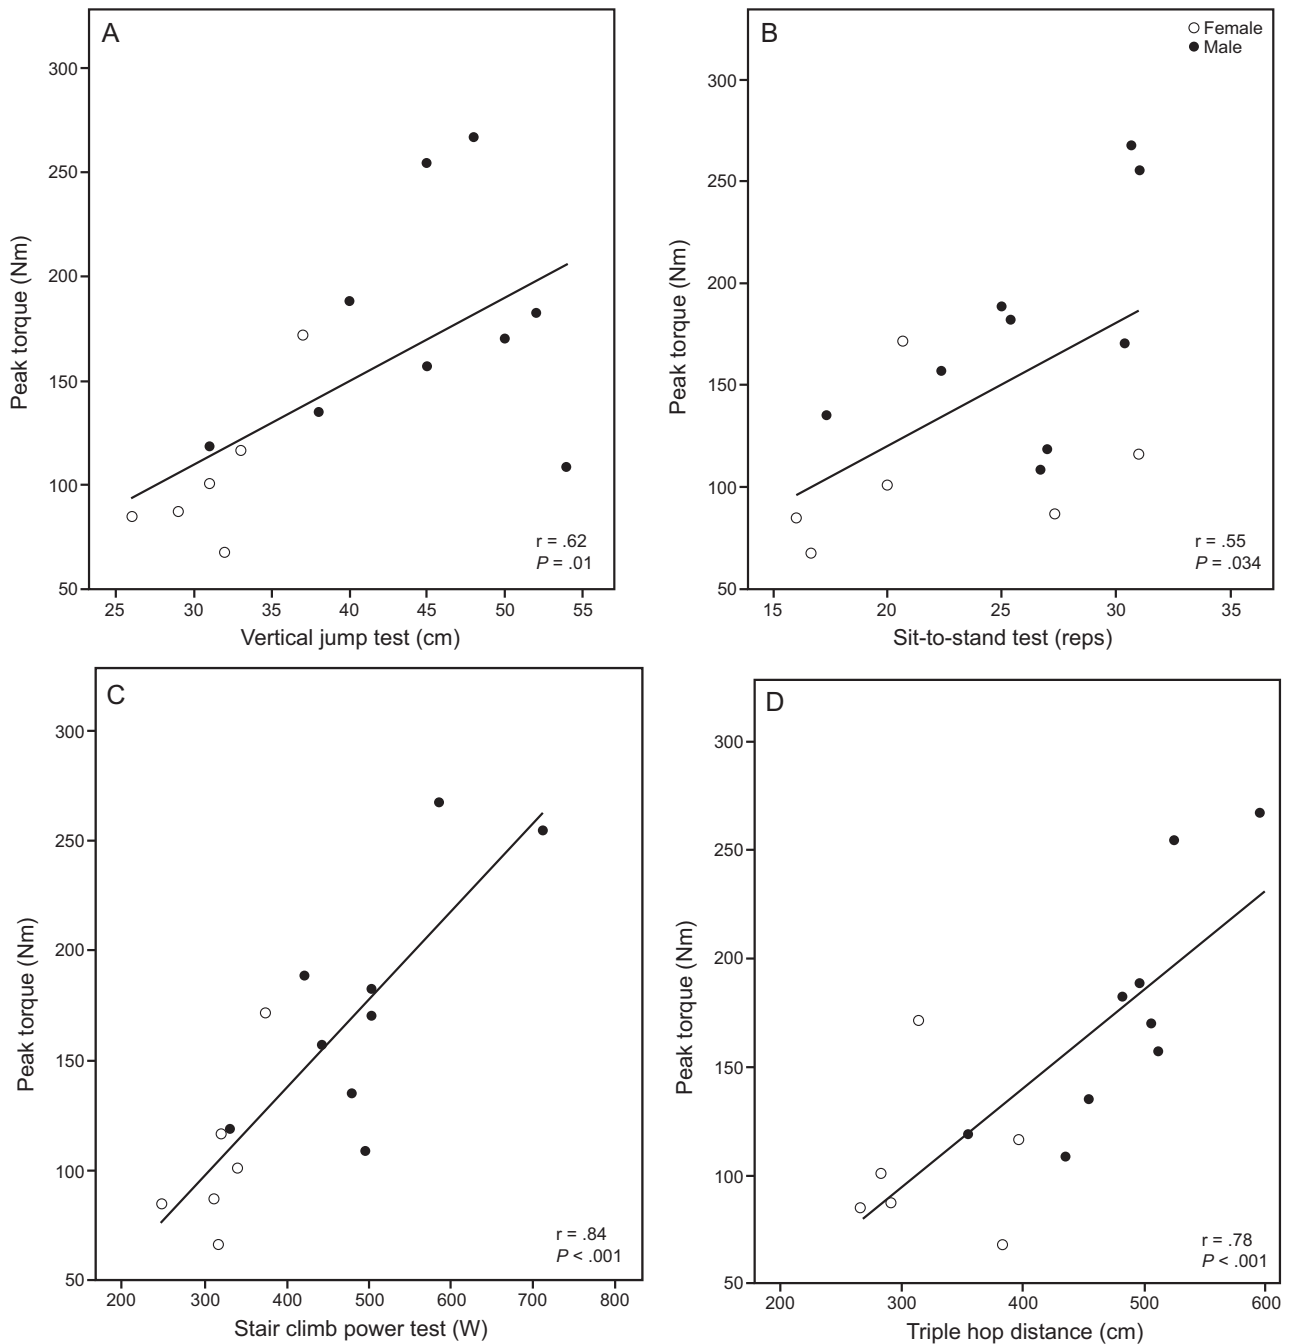 A
300
250
200
150
100
50
Peak torque (Nm)
r = .62
P = .01
25 30 35 40 45 50 55
Vertical jump test (cm)
B
Female
Male
300
250
200
150
100
50
Peak torque (Nm)
r = .55
P = .034
15 20 25 30 35
Sit-to-stand test (reps)
C
300
250
200
150
100
50
Peak torque (Nm)
r = .84
P < .001
200 300 400 500 600 700 800
Stair climb power test (W)
D
300
250
200
150
100
50
Peak torque (Nm)
r = .78
P < .001
200 300 400 500 600
Triple hop distance (cm)